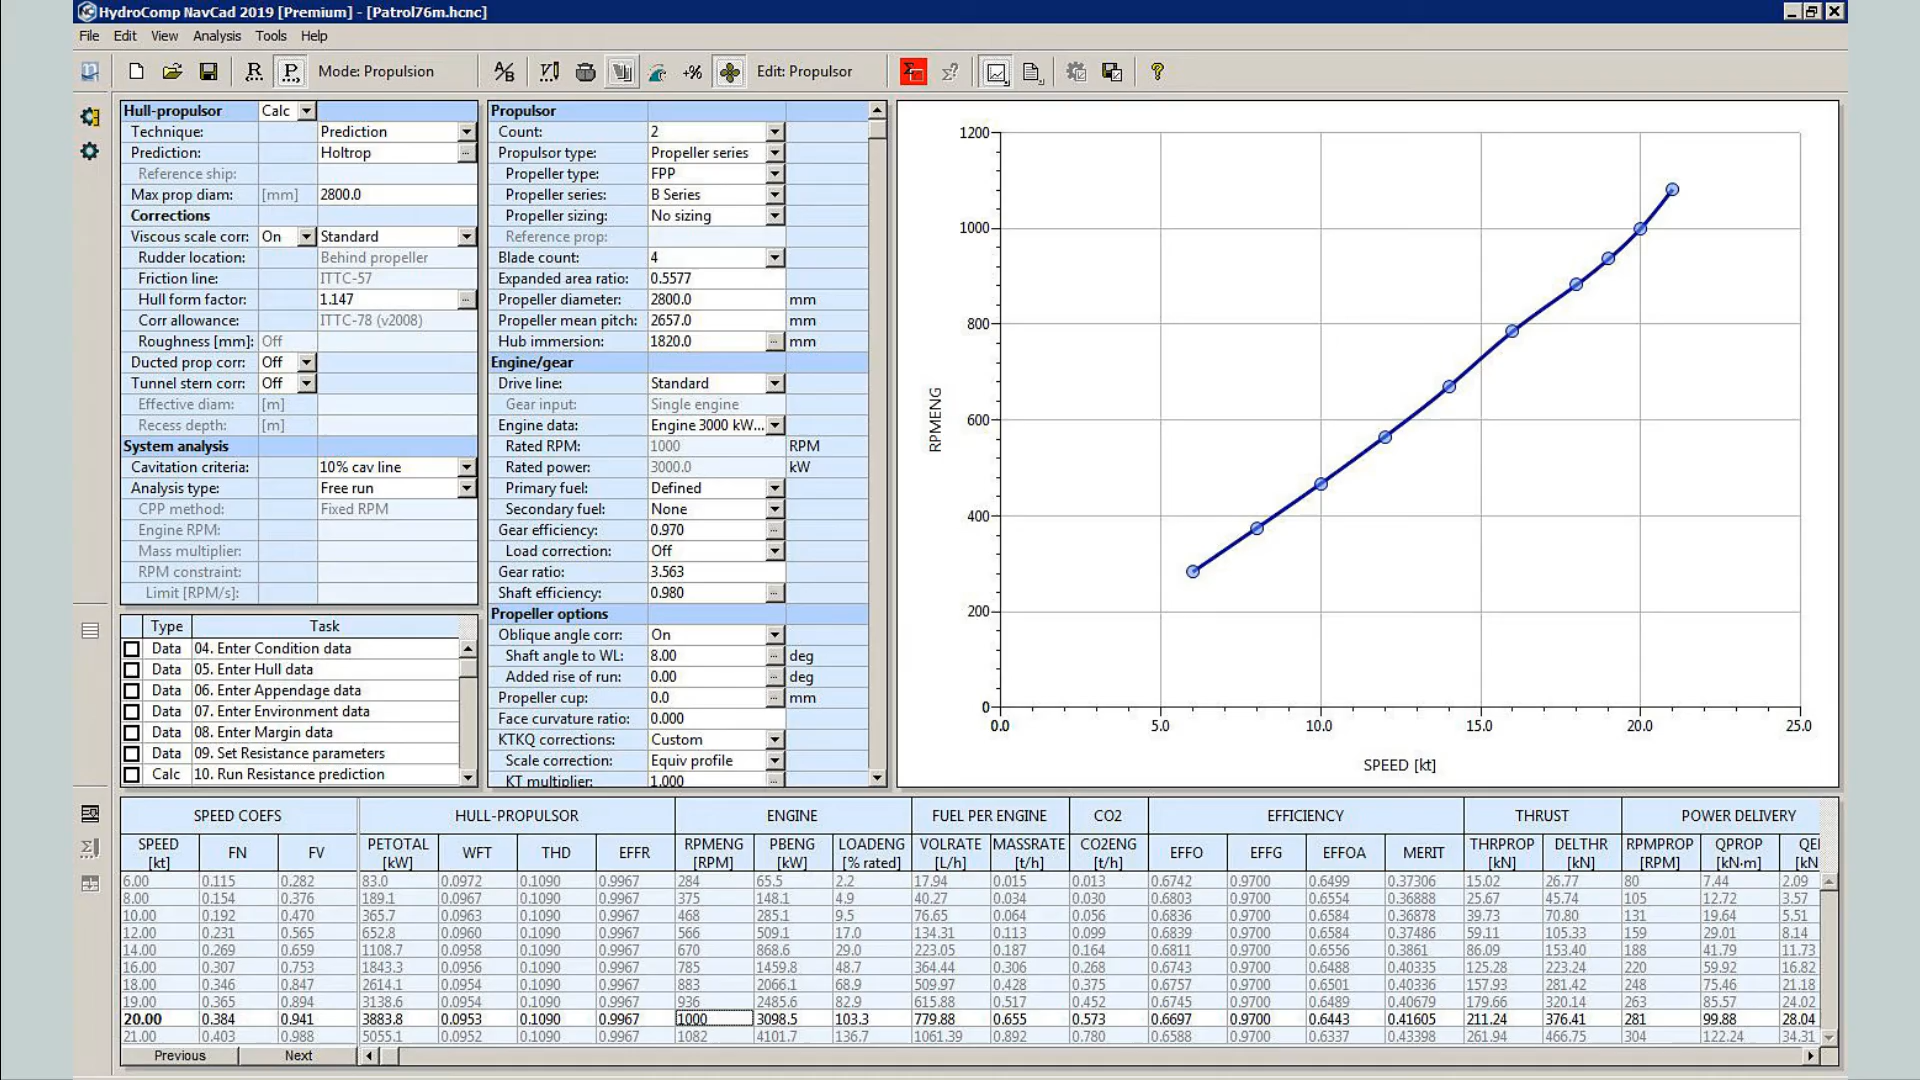 HydroComp NavCad 2019 [Premium] - [Patrol76m.hcnc]
File Edit View Analysis Tools Help
R P Mode: Propulsion A/B +% Edit: Propulsor Σ Σ? ?
Hull-propulsor Calc
Technique: Prediction
Prediction: Holtrop ...
Reference ship:
Max prop diam: [mm] 2800.0
Corrections
Viscous scale corr: On Standard
Rudder location: Behind propeller
Friction line: ITTC-57
Hull form factor: 1.147 ...
Corr allowance: ITTC-78 (v2008)
Roughness [mm]: Off
Ducted prop corr: Off
Tunnel stern corr: Off
Effective diam: [m]
Recess depth: [m]
System analysis
Cavitation criteria: 10% cav line
Analysis type: Free run
CPP method: Fixed RPM
Engine RPM:
Mass multiplier:
RPM constraint:
Limit [RPM/s]:
Type Task
Data 04. Enter Condition data
Data 05. Enter Hull data
Data 06. Enter Appendage data
Data 07. Enter Environment data
Data 08. Enter Margin data
Data 09. Set Resistance parameters
Calc 10. Run Resistance prediction
Propulsor
Count: 2
Propulsor type: Propeller series
Propeller type: FPP
Propeller series: B Series
Propeller sizing: No sizing
Reference prop:
Blade count: 4
Expanded area ratio: 0.5577
Propeller diameter: 2800.0 mm
Propeller mean pitch: 2657.0 mm
Hub immersion: 1820.0 ... mm
Engine/gear
Drive line: Standard
Gear input: Single engine
Engine data: Engine 3000 kW...
Rated RPM: 1000 RPM
Rated power: 3000.0 kW
Primary fuel: Defined
Secondary fuel: None
Gear efficiency: 0.970 ...
Load correction: Off
Gear ratio: 3.563
Shaft efficiency: 0.980 ...
Propeller options
Oblique angle corr: On
Shaft angle to WL: 8.00 ... deg
Added rise of run: 0.00 ... deg
Propeller cup: 0.0 ... mm
Face curvature ratio: 0.000
KTKQ corrections: Custom
Scale correction: Equiv profile
KT multiplier: 1.000 ...
1200
1000
800
600
400
200
0
RPMENG
0.0 5.0 10.0 15.0 20.0 25.0
SPEED [kt]
SPEED COEFS HULL-PROPULSOR ENGINE FUEL PER ENGINE CO2 EFFICIENCY THRUST POWER DELIVERY
SPEED FN FV PETOTAL WFT THD EFFR RPMENG PBENG LOADENG VOLRATE MASSRATE CO2ENG EFFO EFFG EFFOA MERIT THRPROP DELTHR RPMPROP QPROP QEI
[kt] [kW] [RPM] [kW] [% rated] [L/h] [t/h] [t/h] [kN] [kN] [RPM] [kN·m] [kN
6.00 0.115 0.282 83.0 0.0972 0.1090 0.9967 284 65.5 2.2 17.94 0.015 0.013 0.6742 0.9700 0.6499 0.37306 15.02 26.77 80 7.44 2.09
8.00 0.154 0.376 189.1 0.0967 0.1090 0.9967 375 148.1 4.9 40.27 0.034 0.030 0.6803 0.9700 0.6554 0.36888 25.67 45.74 105 12.72 3.57
10.00 0.192 0.470 365.7 0.0963 0.1090 0.9967 468 285.1 9.5 76.65 0.064 0.056 0.6836 0.9700 0.6584 0.36878 39.73 70.80 131 19.64 5.51
12.00 0.231 0.565 652.8 0.0960 0.1090 0.9967 566 509.1 17.0 134.31 0.113 0.099 0.6839 0.9700 0.6584 0.37486 59.11 105.33 159 29.01 8.14
14.00 0.269 0.659 1108.7 0.0958 0.1090 0.9967 670 868.6 29.0 223.05 0.187 0.164 0.6811 0.9700 0.6556 0.3861 86.09 153.40 188 41.79 11.73
16.00 0.307 0.753 1843.3 0.0956 0.1090 0.9967 785 1459.8 48.7 364.44 0.306 0.268 0.6743 0.9700 0.6488 0.40335 125.28 223.24 220 59.92 16.82
18.00 0.346 0.847 2614.1 0.0954 0.1090 0.9967 883 2066.1 68.9 509.97 0.428 0.375 0.6757 0.9700 0.6501 0.40336 157.93 281.42 248 75.46 21.18
19.00 0.365 0.894 3138.6 0.0954 0.1090 0.9967 936 2485.6 82.9 615.88 0.517 0.452 0.6745 0.9700 0.6489 0.40679 179.66 320.14 263 85.57 24.02
20.00 0.384 0.941 3883.8 0.0953 0.1090 0.9967 1000 3098.5 103.3 779.88 0.655 0.573 0.6697 0.9700 0.6443 0.41605 211.24 376.41 281 99.88 28.04
21.00 0.403 0.988 5055.1 0.0952 0.1090 0.9967 1082 4101.7 136.7 1061.39 0.892 0.780 0.6588 0.9700 0.6337 0.43398 261.94 466.75 304 122.24 34.31
Previous Next